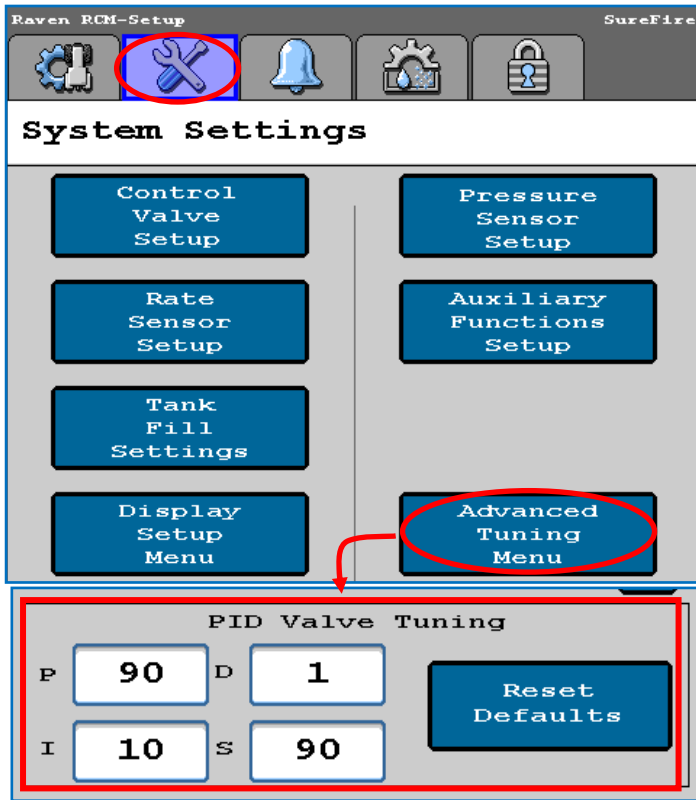 Raven RCM-Setup SureFire
System Settings
Control
Valve
Setup
Pressure
Sensor
Setup
Rate
Sensor
Setup
Auxiliary
Functions
Setup
Tank
Fill
Settings
Display
Setup
Menu
Advanced
Tuning
Menu
PID Valve Tuning
P 90 D 1
I 10 S 90
Reset
Defaults